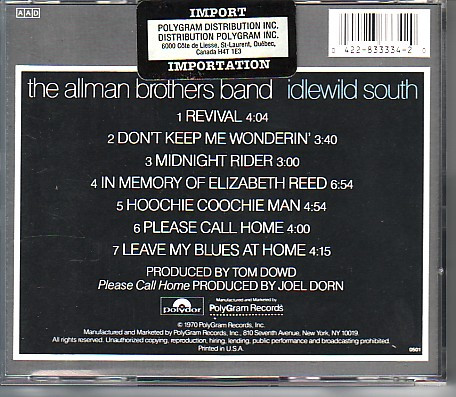 AAD
IMPORT
POLYGRAM DISTRIBUTION INC.
DISTRIBUTION POLYGRAM INC.
6000 Côte de Liesse, St-Laurent, Québec,
Canada H4T 1E3
IMPORTATION
0 422-833334-2 0
the allman brothers band idlewild south
1 REVIVAL 4:04
2 DON'T KEEP ME WONDERIN' 3:40
3 MIDNIGHT RIDER 3:00
4 IN MEMORY OF ELIZABETH REED 6:54
5 HOOCHIE COOCHIE MAN 4:54
6 PLEASE CALL HOME 4:00
7 LEAVE MY BLUES AT HOME 4:15
PRODUCED BY TOM DOWD
Please Call Home PRODUCED BY JOEL DORN
polydor
Manufactured and Marketed by
PolyGram Records
© 1970 PolyGram Records, Inc.
Manufactured and Marketed by PolyGram Records, Inc., 810 Seventh Avenue, New York, NY 10019.
All rights reserved. Unauthorized copying, reproduction, hiring, lending, public performance and broadcasting prohibited.
Printed in U.S.A.
0501